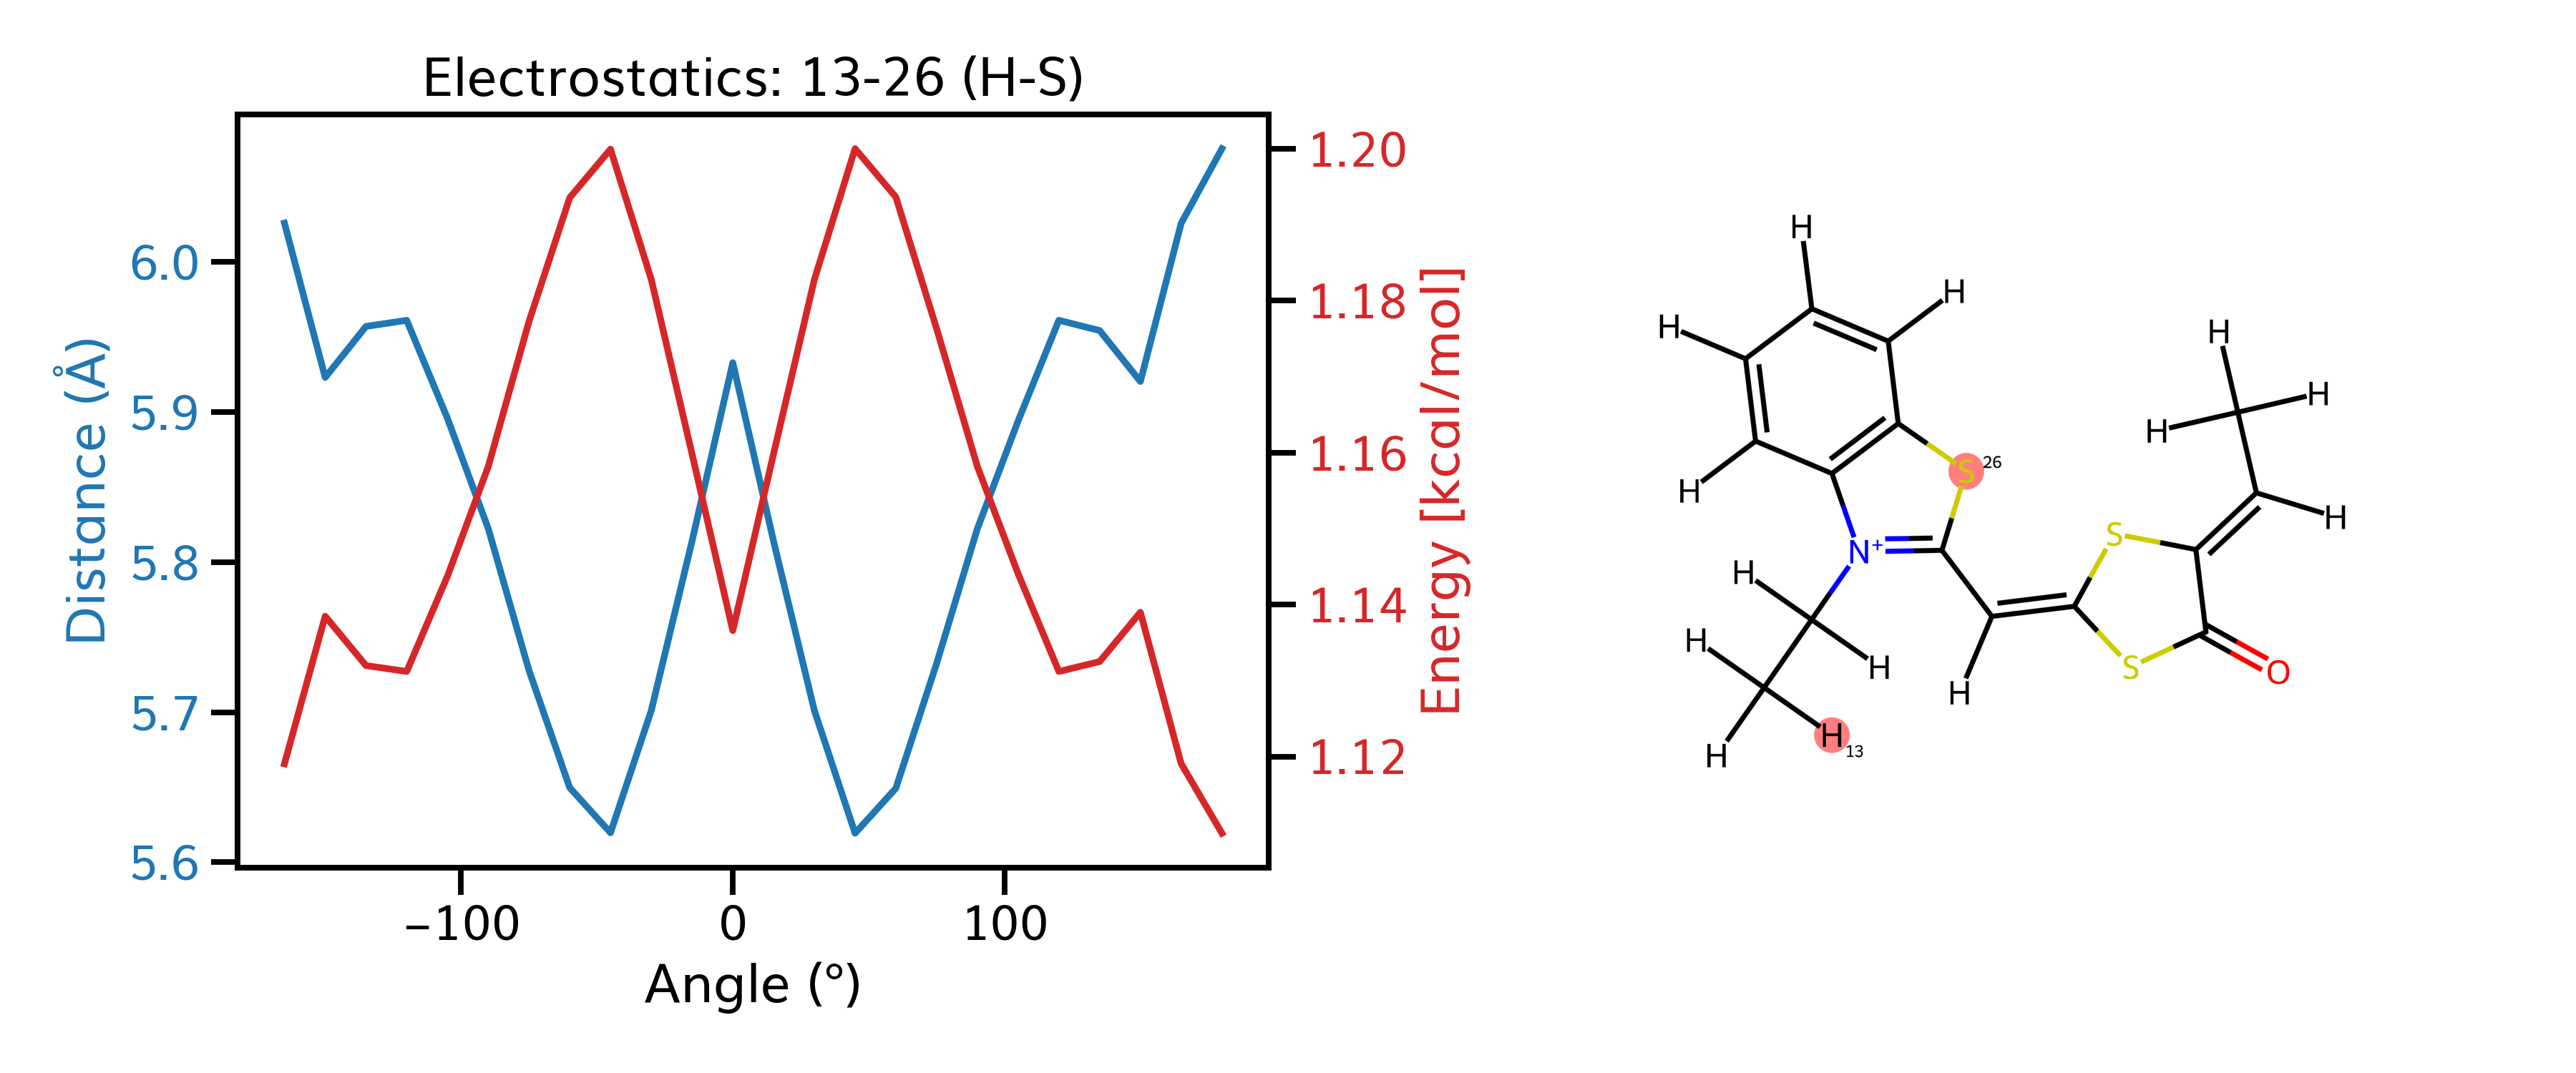 Electrostatics: 13-26 (H-S)
Distance (Å)
6.0
5.9
5.8
5.7
5.6
1.20
1.18
1.16
1.14
1.12
Energy [kcal/mol]
−100 0 100
Angle (°)
H
H
H
H
H
H
H
S 26
H
H
S
N+
H
H
H
S
O
H
H 13
H